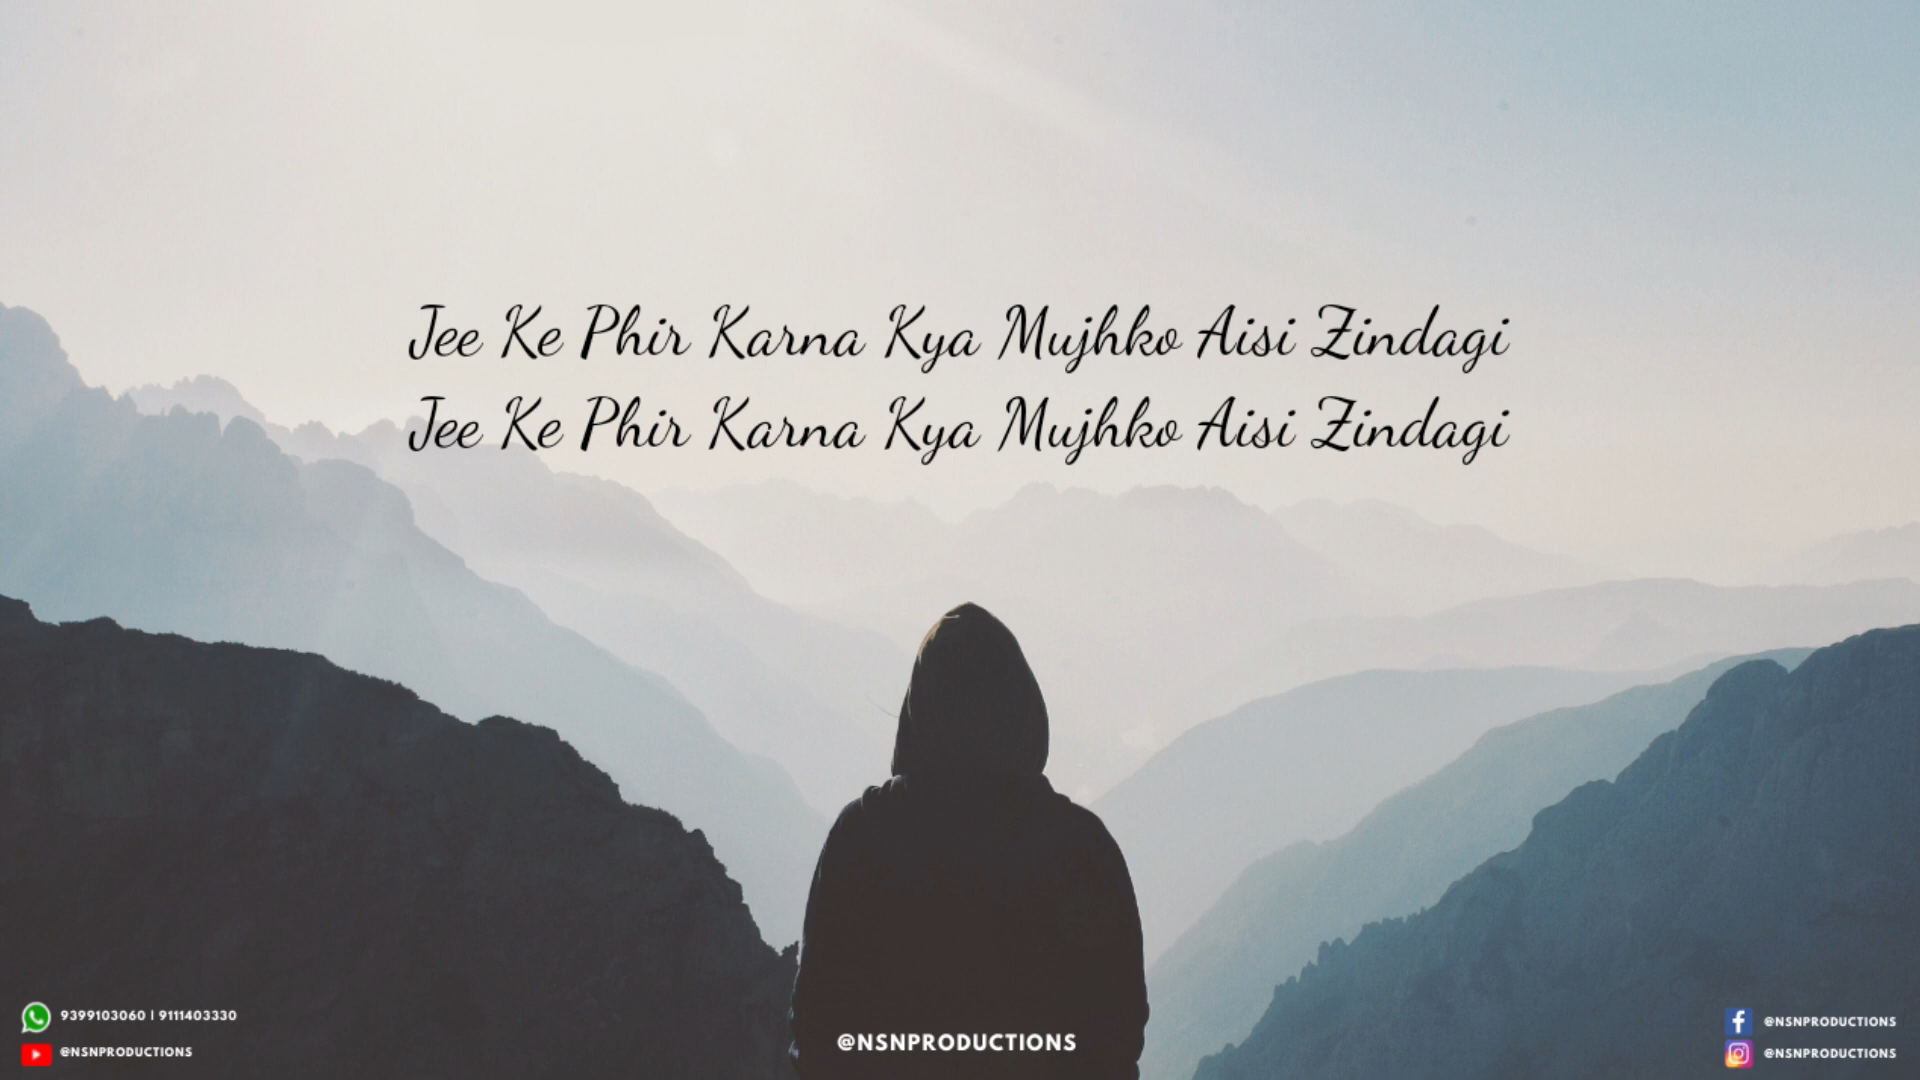 Jee Ke Phir Karna Kya Mujhko Aisi Zindagi
Jee Ke Phir Karna Kya Mujhko Aisi Zindagi
9399103060 | 9111403330
@NSNPRODUCTIONS
@NSNPRODUCTIONS
@NSNPRODUCTIONS
@NSNPRODUCTIONS